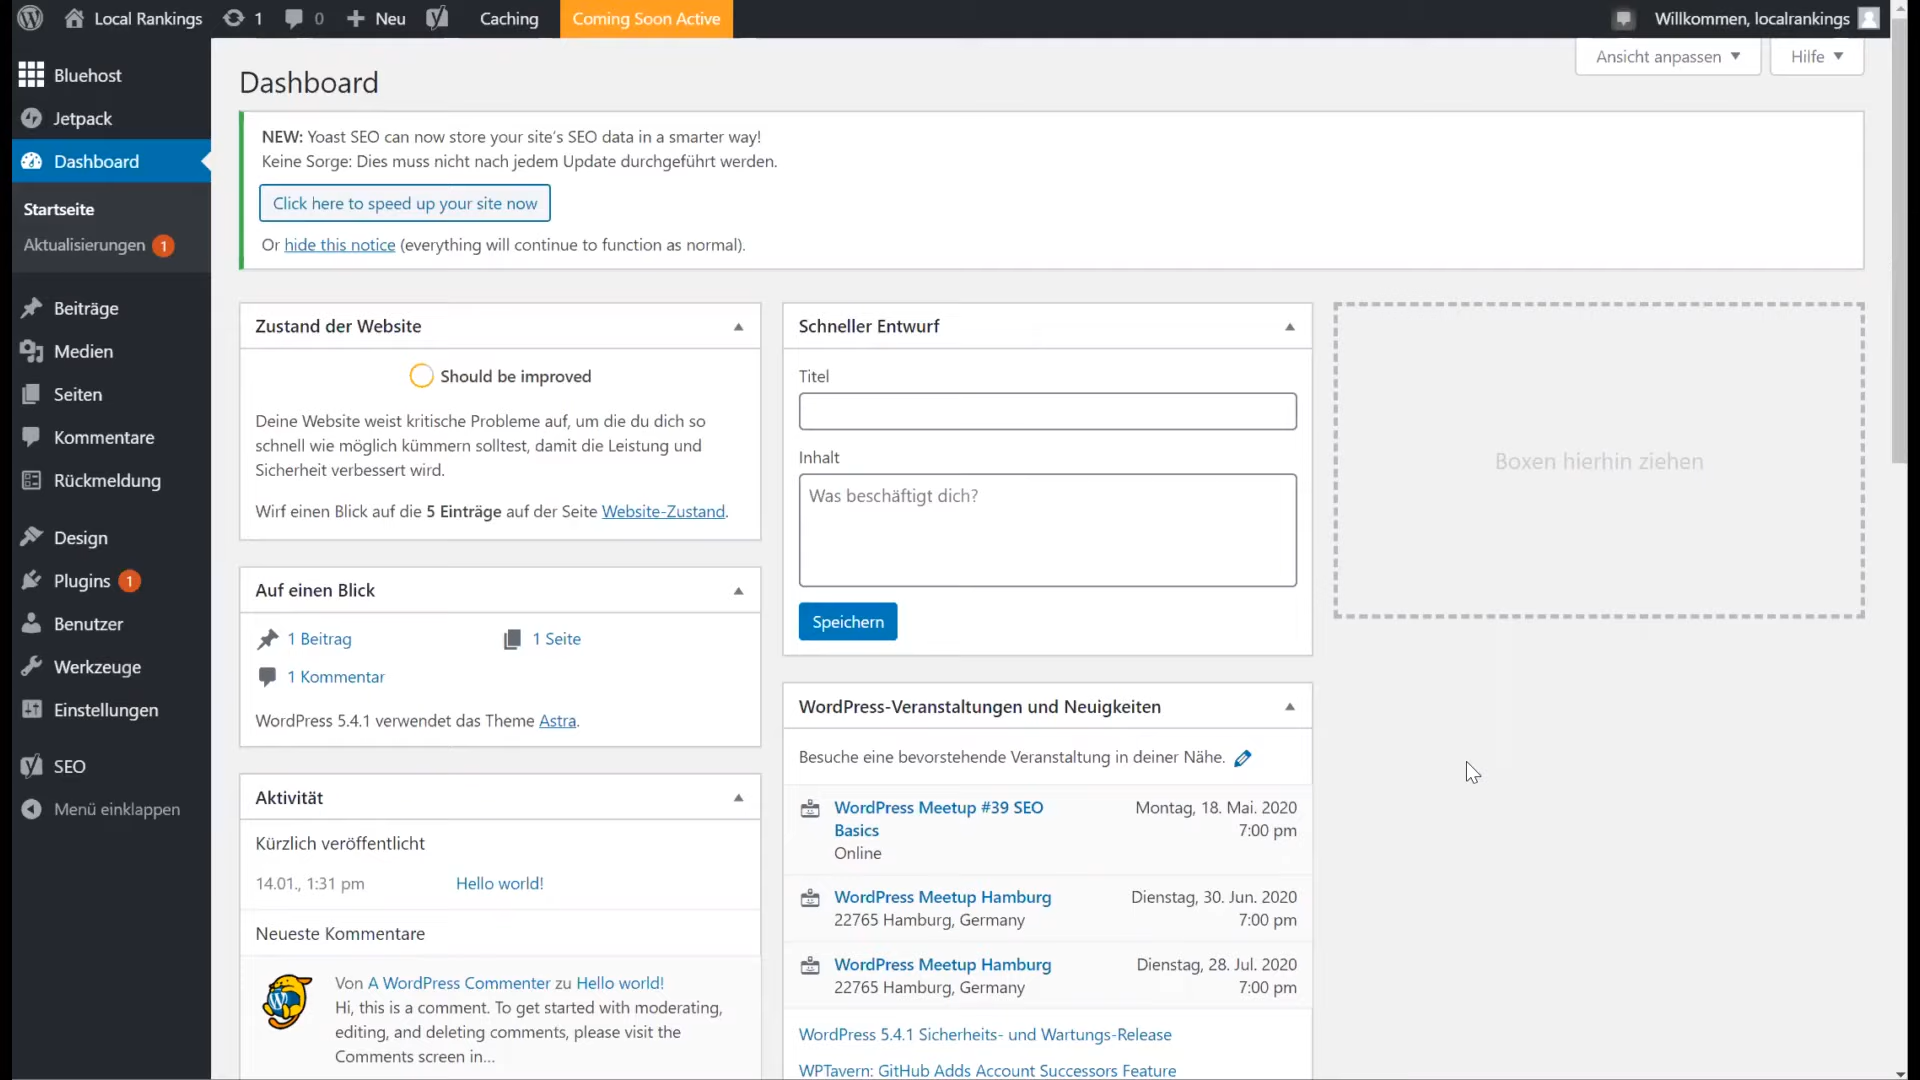 Local Rankings 1 0 Neu Caching Coming Soon Active Willkommen, localrankings
Ansicht anpassen Hilfe
Bluehost
Jetpack
Dashboard
Startseite
Aktualisierungen 1
Beiträge
Medien
Seiten
Kommentare
Rückmeldung
Design
Plugins 1
Benutzer
Werkzeuge
Einstellungen
SEO
Menü einklappen
Dashboard
NEW: Yoast SEO can now store your site's SEO data in a smarter way!
Keine Sorge: Dies muss nicht nach jedem Update durchgeführt werden.
Click here to speed up your site now
Or hide this notice (everything will continue to function as normal).
Zustand der Website
Should be improved
Deine Website weist kritische Probleme auf, um die du dich so
schnell wie möglich kümmern solltest, damit die Leistung und
Sicherheit verbessert wird.
Wirf einen Blick auf die 5 Einträge auf der Seite Website-Zustand.
Auf einen Blick
1 Beitrag
1 Seite
1 Kommentar
WordPress 5.4.1 verwendet das Theme Astra.
Aktivität
Kürzlich veröffentlicht
14.01., 1:31 pm Hello world!
Neueste Kommentare
Von A WordPress Commenter zu Hello world!
Hi, this is a comment. To get started with moderating,
editing, and deleting comments, please visit the
Comments screen in...
Schneller Entwurf
Titel
Inhalt
Was beschäftigt dich?
Speichern
WordPress-Veranstaltungen und Neuigkeiten
Besuche eine bevorstehende Veranstaltung in deiner Nähe.
WordPress Meetup #39 SEO
Basics
Online
Montag, 18. Mai. 2020
7:00 pm
WordPress Meetup Hamburg
22765 Hamburg, Germany
Dienstag, 30. Jun. 2020
7:00 pm
WordPress Meetup Hamburg
22765 Hamburg, Germany
Dienstag, 28. Jul. 2020
7:00 pm
WordPress 5.4.1 Sicherheits- und Wartungs-Release
WPTavern: GitHub Adds Account Successors Feature
Boxen hierhin ziehen